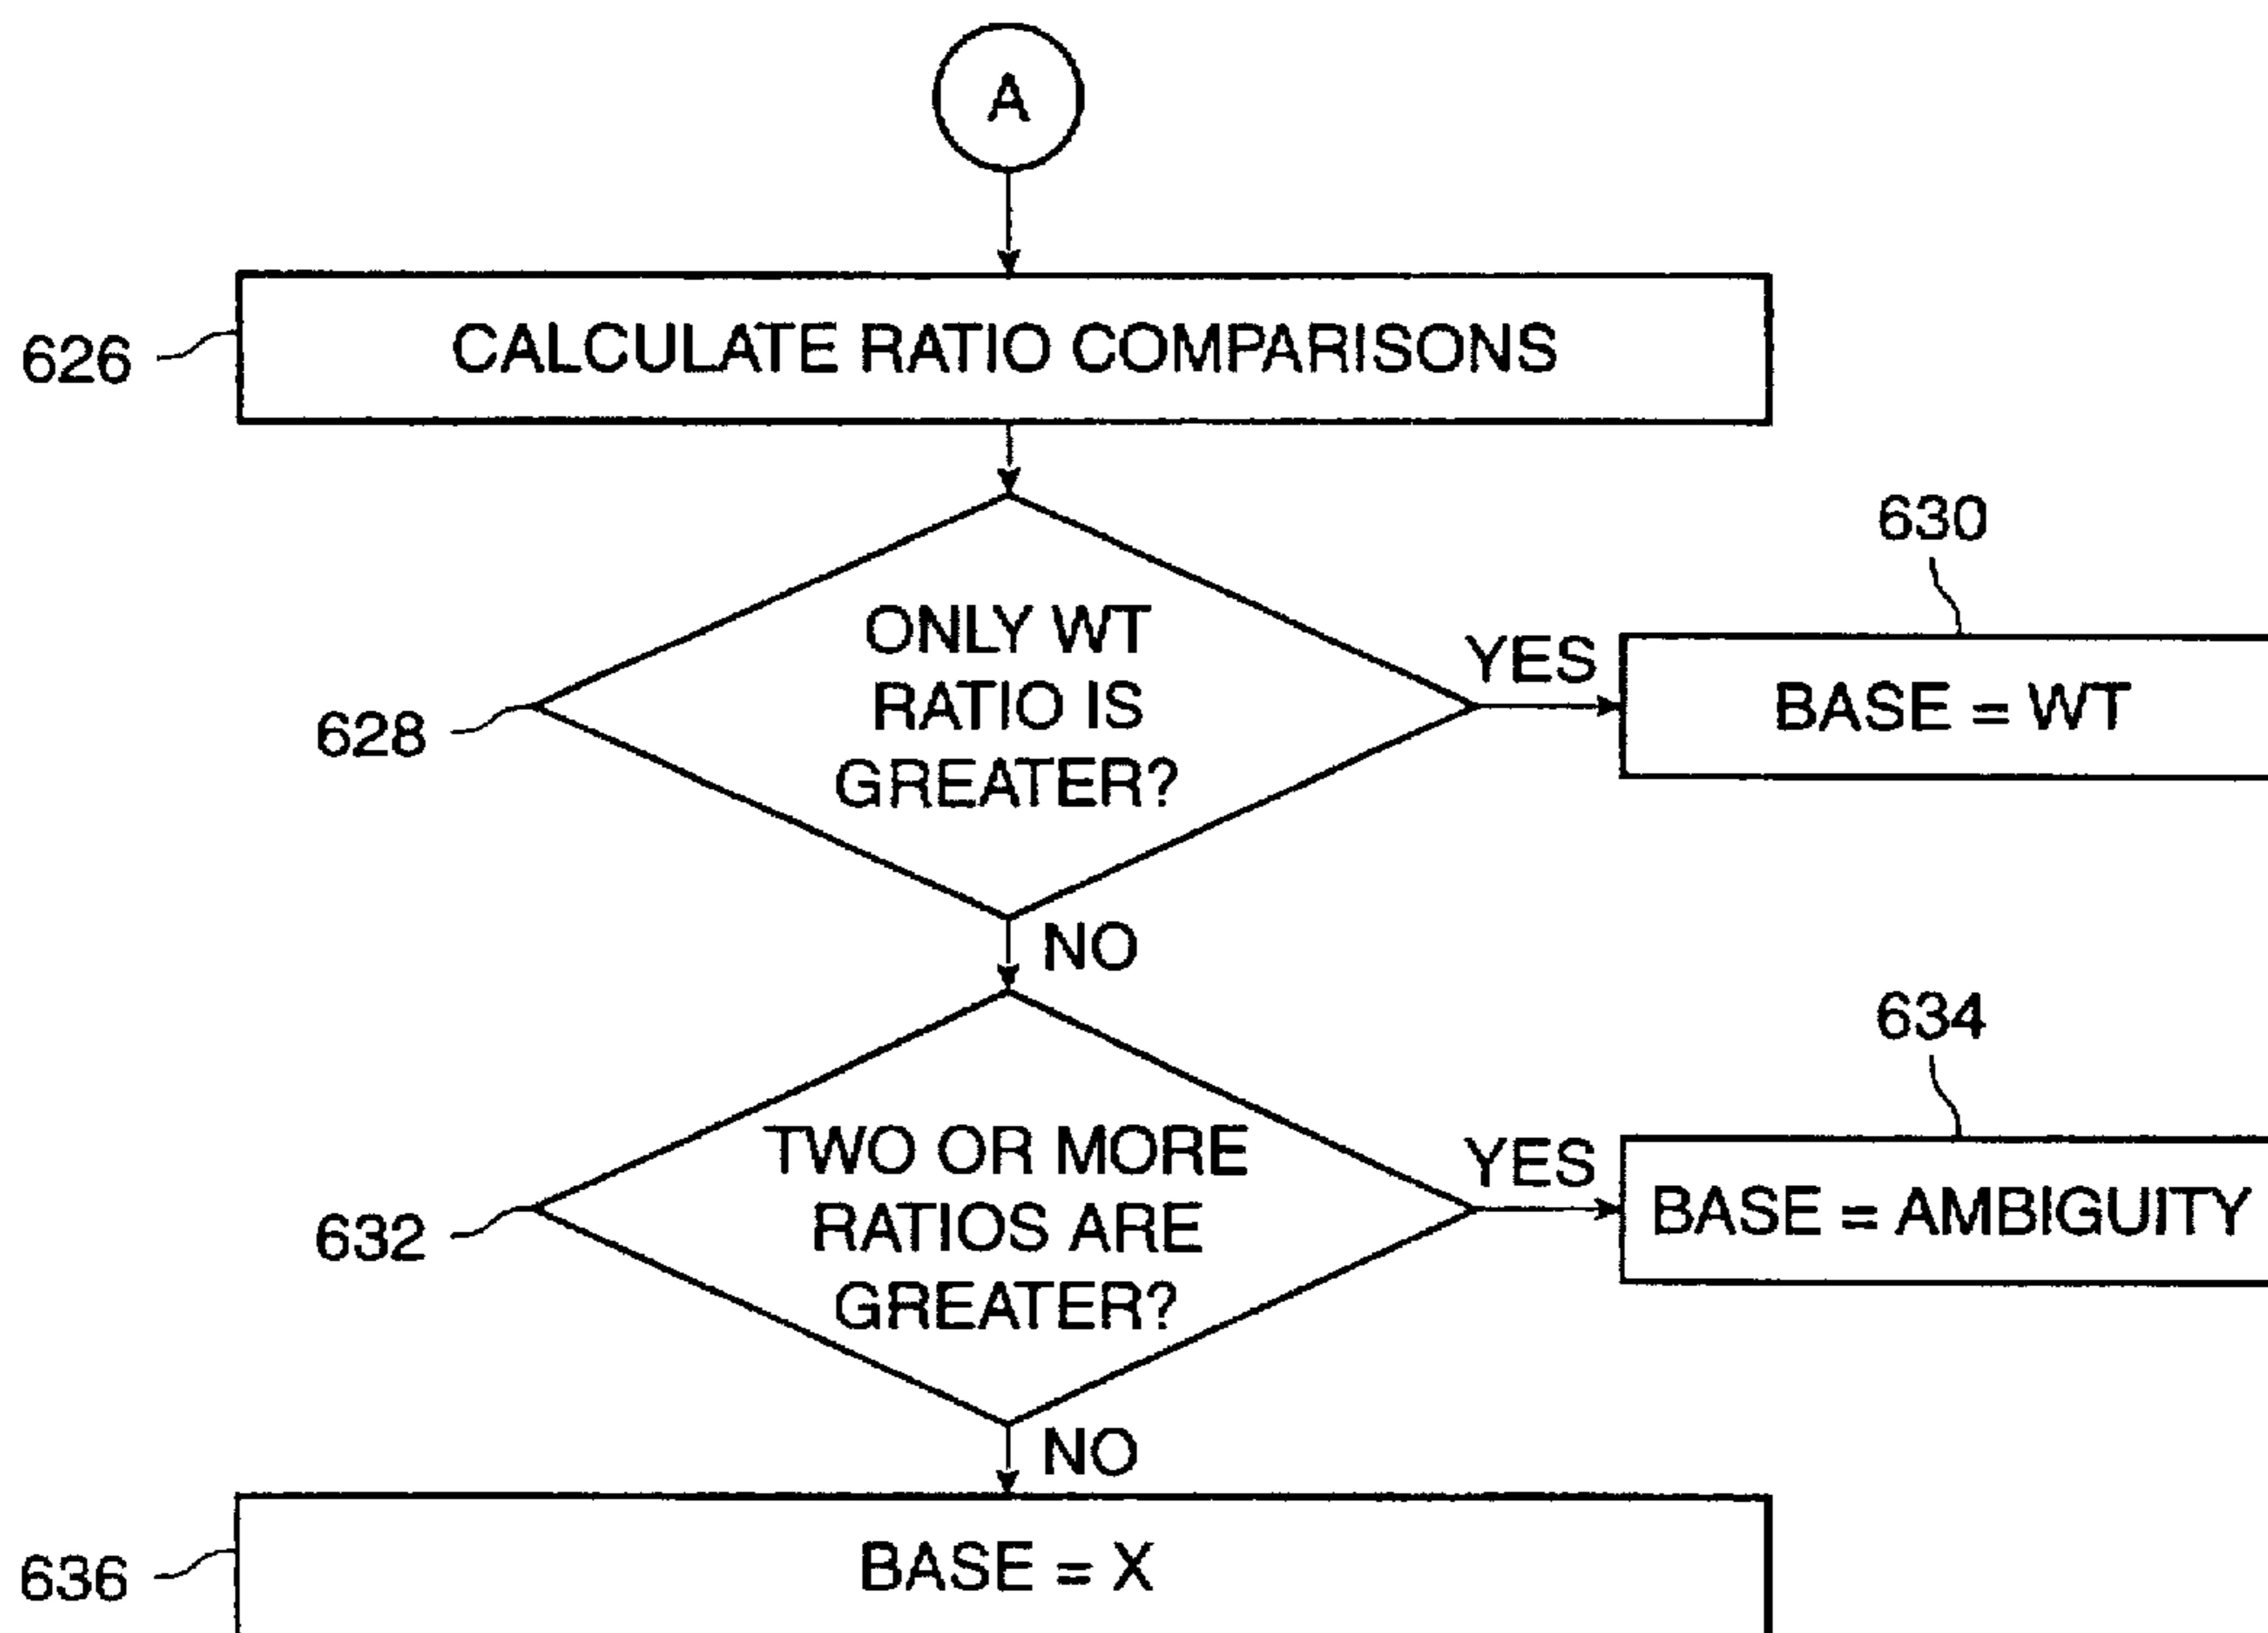 A
626
CALCULATE RATIO COMPARISONS
628
ONLY WT
RATIO IS
GREATER?
YES
630
BASE = WT
NO
632
TWO OR MORE
RATIOS ARE
GREATER?
YES
634
BASE = AMBIGUITY
NO
636
BASE = X